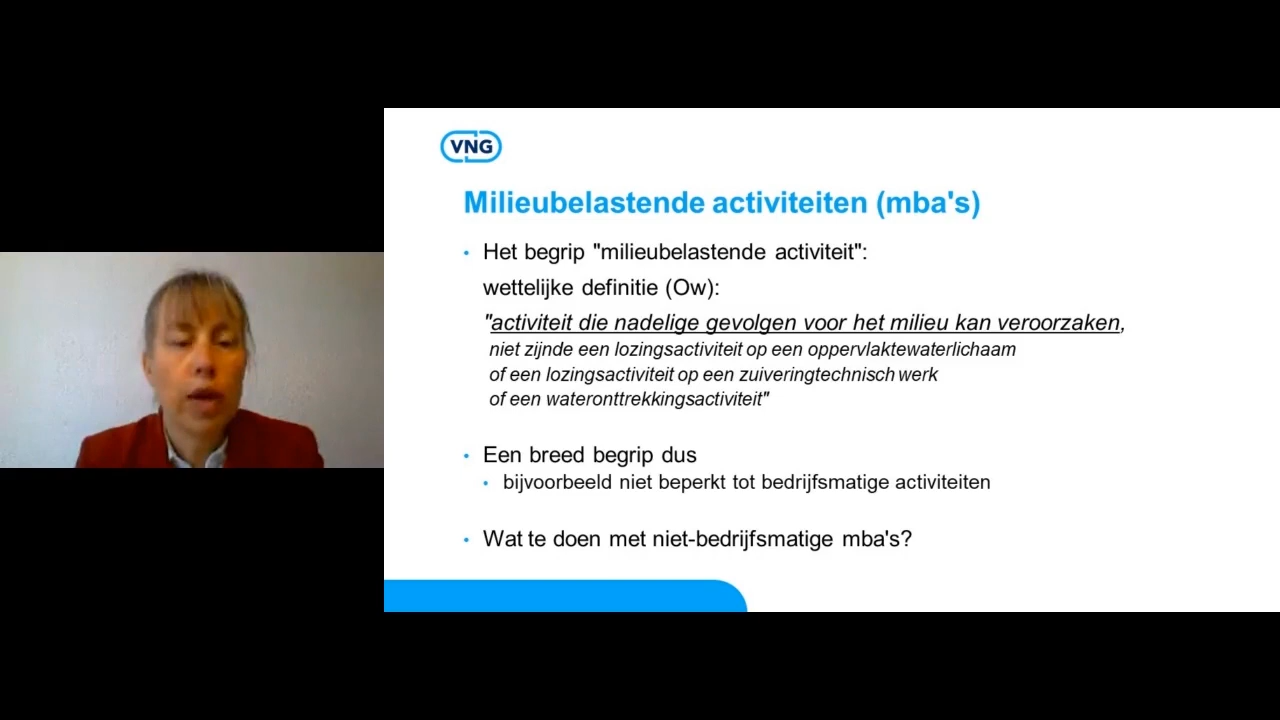 VNG
Milieubelastende activiteiten (mba's)
• Het begrip "milieubelastende activiteit":
wettelijke definitie (Ow):
"activiteit die nadelige gevolgen voor het milieu kan veroorzaken,
niet zijnde een lozingsactiviteit op een oppervlaktewaterlichaam
of een lozingsactiviteit op een zuiveringtechnisch werk
of een wateronttrekkingsactiviteit"
• Een breed begrip dus
• bijvoorbeeld niet beperkt tot bedrijfsmatige activiteiten
• Wat te doen met niet-bedrijfsmatige mba's?